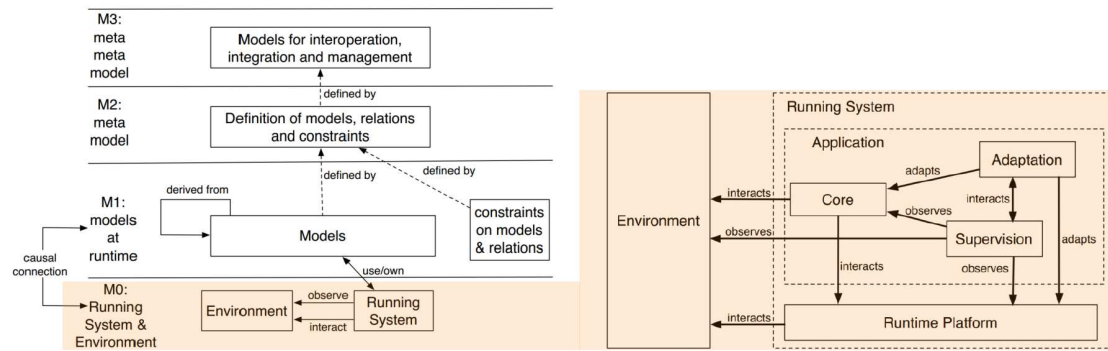 M3:
meta
meta
model
Models for interoperation,
integration and management
defined by
M2:
meta
model
Definition of models, relations
and constraints
defined by
defined by
derived from
M1:
models
at
runtime
Models
constraints
on models
& relations
causal
connection
use/own
M0:
Running
System &
Environment
Environment
observe
interact
Running
System
Running System
Application
Adaptation
adapts
interacts
Core
interacts
observes
Environment
observes
Supervision
adapts
interacts
observes
interacts
Runtime Platform